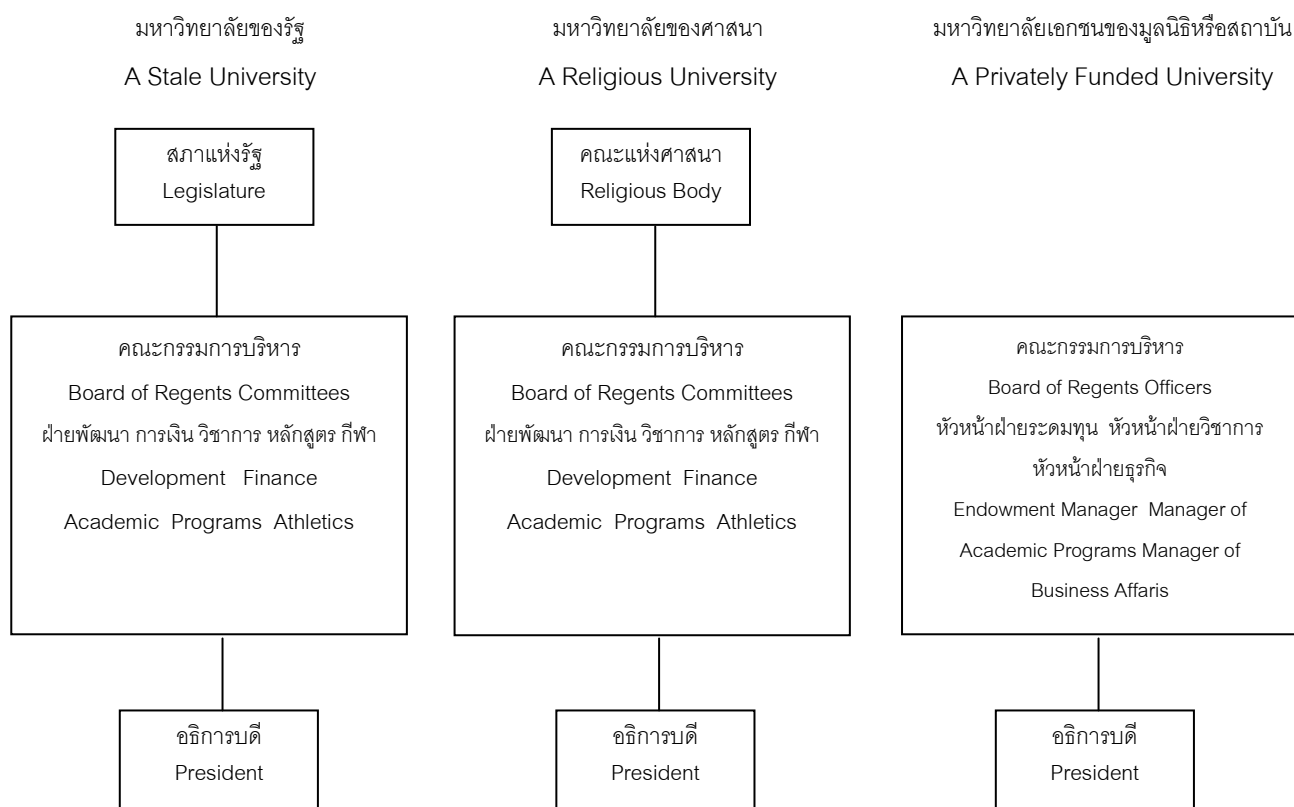 มหาวิทยาลัยของรัฐ
A Stale University
สภาแห่งรัฐ
Legislature
คณะกรรมการบริหาร
Board of Regents Committees
ฝ่ายพัฒนา การเงิน วิชาการ หลักสูตร กีฬา
Development Finance
Academic Programs Athletics
อธิการบดี
President
มหาวิทยาลัยของศาสนา
A Religious University
คณะแห่งศาสนา
Religious Body
คณะกรรมการบริหาร
Board of Regents Committees
ฝ่ายพัฒนา การเงิน วิชาการ หลักสูตร กีฬา
Development Finance
Academic Programs Athletics
อธิการบดี
President
มหาวิทยาลัยเอกชนของมูลนิธิหรือสถาบัน
A Privately Funded University
คณะกรรมการบริหาร
Board of Regents Officers
หัวหน้าฝ่ายระดมทุน หัวหน้าฝ่ายวิชาการ
หัวหน้าฝ่ายธุรกิจ
Endowment Manager Manager of
Academic Programs Manager of
Business Affaris
อธิการบดี
President